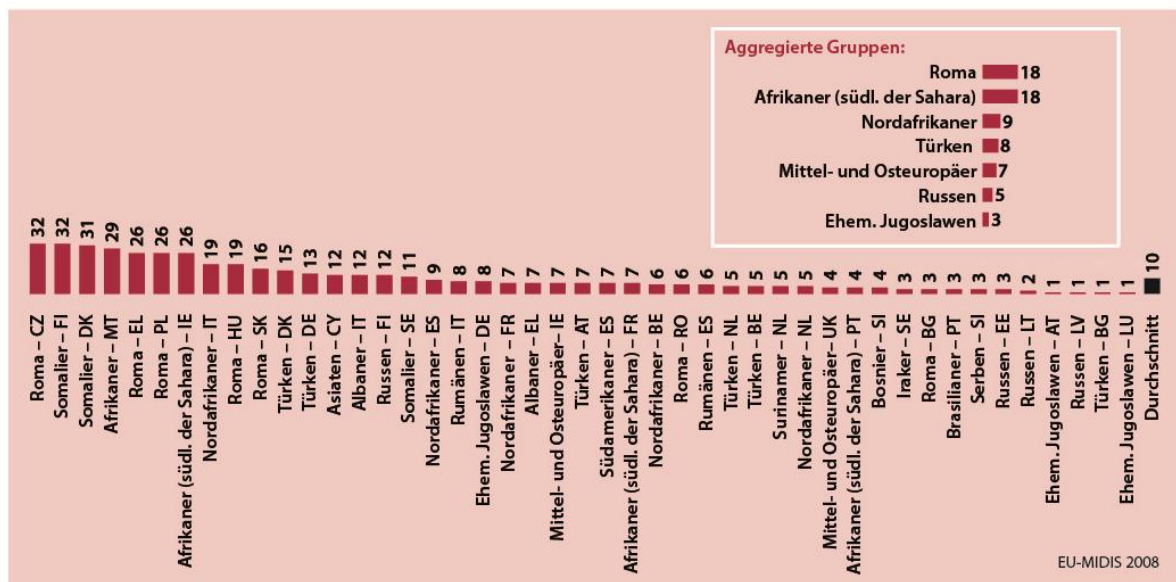 Aggregierte Gruppen:
Roma 18
Afrikaner (südl. der Sahara) 18
Nordafrikaner 9
Türken 8
Mittel- und Osteuropäer 7
Russen 5
Ehem. Jugoslawen 3
32 Roma – CZ
32 Somalier – FI
31 Somalier – DK
29 Afrikaner – MT
26 Roma – EL
26 Roma – PL
26 Afrikaner (südl. der Sahara) – IE
19 Nordafrikaner – IT
19 Roma – HU
16 Roma – SK
15 Türken – DK
13 Türken – DE
12 Asiaten – CY
12 Albaner – IT
12 Russen – FI
11 Somalier – SE
9 Nordafrikaner – ES
8 Rumänen – IT
8 Ehem. Jugoslawen – DE
7 Nordafrikaner – FR
7 Albaner – EL
7 Mittel- und Osteuropäer– IE
7 Türken – AT
7 Südamerikaner – ES
7 Afrikaner (südl. der Sahara) – FR
6 Nordafrikaner – BE
6 Roma – RO
6 Rumänen – ES
5 Türken – NL
5 Türken – BE
5 Surinamer – NL
5 Nordafrikaner – NL
4 Mittel- und Osteuropäer– UK
4 Afrikaner (südl. der Sahara) – PT
4 Bosnier – SI
3 Iraker – SE
3 Roma – BG
3 Brasilianer – PT
3 Serben – SI
3 Russen – EE
2 Russen – LT
1 Ehem. Jugoslawen – AT
1 Russen – LV
1 Türken – BG
1 Ehem. Jugoslawen – LU
10 Durchschnitt
EU-MIDIS 2008